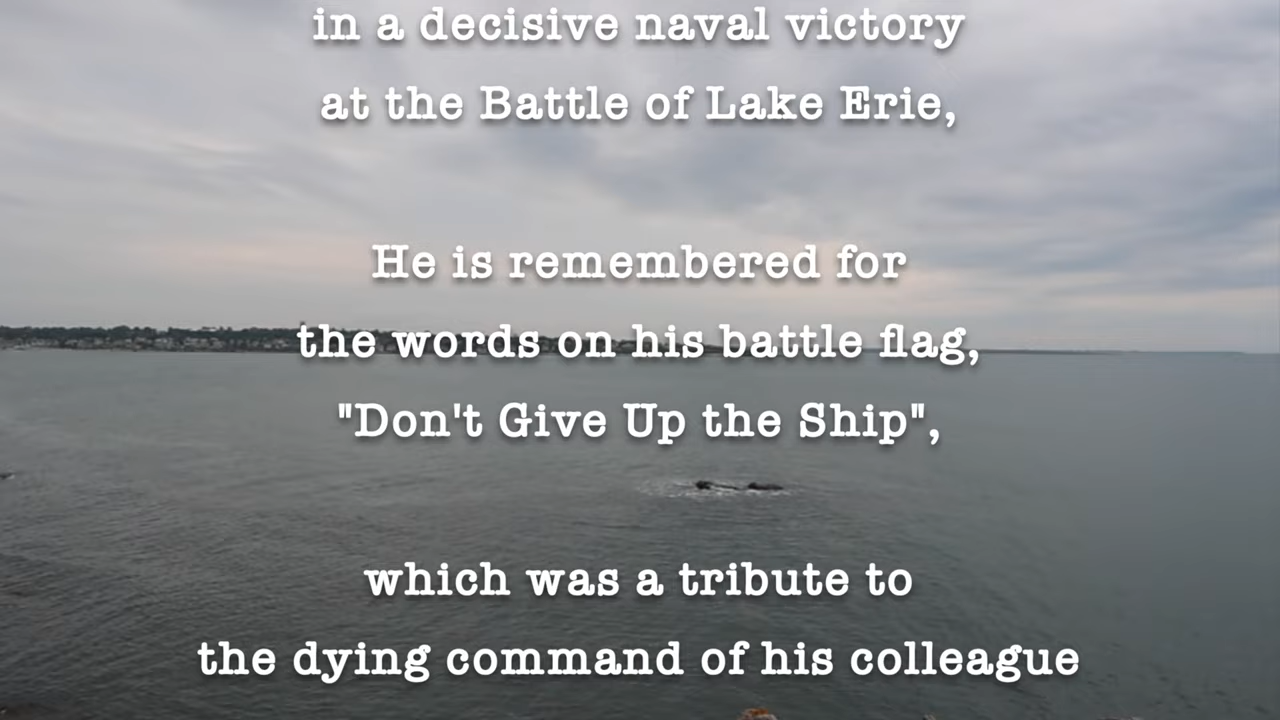 in a decisive naval victory
at the Battle of Lake Erie,
He is remembered for
the words on his battle flag,
"Don't Give Up the Ship",
which was a tribute to
the dying command of his colleague